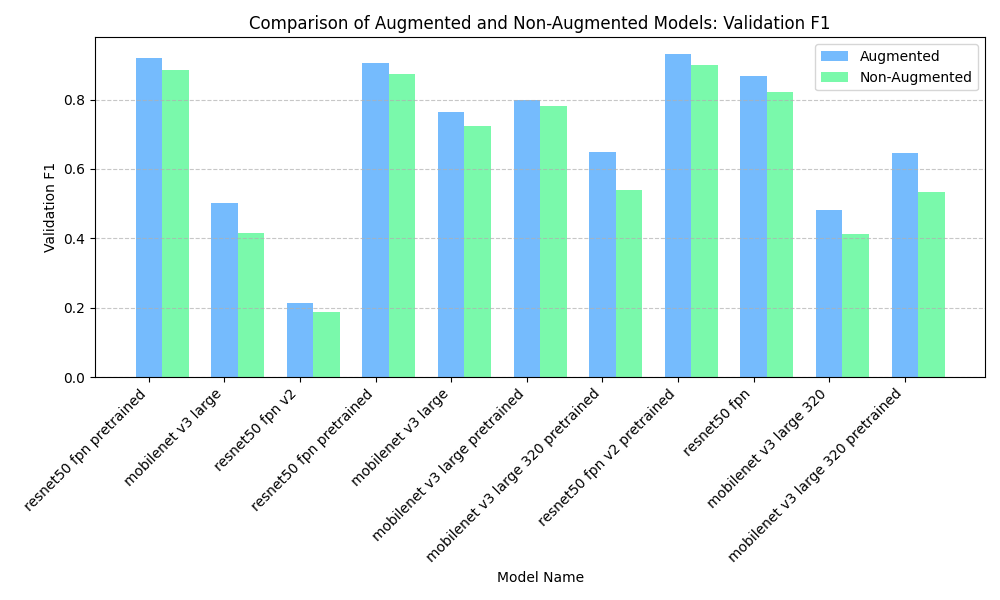 Comparison of Augmented and Non-Augmented Models: Validation F1
Augmented
Non-Augmented
Validation F1
0.8
0.6
0.4
0.2
0.0
resnet50 fpn pretrained
mobilenet v3 large
resnet50 fpn v2
resnet50 fpn pretrained
mobilenet v3 large
mobilenet v3 large pretrained
mobilenet v3 large 320 pretrained
resnet50 fpn v2 pretrained
resnet50 fpn
mobilenet v3 large 320
mobilenet v3 large 320 pretrained
Model Name